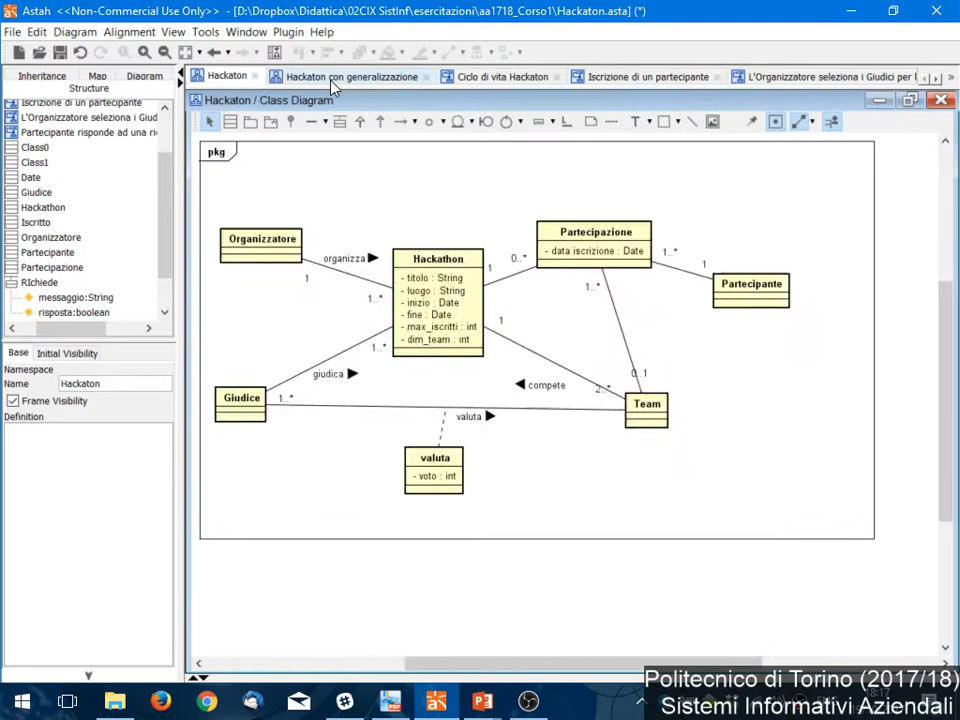 Astah <<Non-Commercial Use Only>> - [D:\Dropbox\Didattica\02CIX SistInf\esercitazioni\aa1718_Corso1\Hackaton.asta] (*)
File Edit Diagram Alignment View Tools Window Plugin Help
Inheritance Map Diagram
Structure
Iscrizione di un partecipante
L'Organizzatore seleziona i Giud
Partecipante risponde ad una ri
Class0
Class1
Date
Giudice
Hackathon
Iscritto
Organizzatore
Partecipante
Partecipazione
RIchiede
messaggio:String
risposta:boolean
Base Initial Visibility
Namespace
Name Hackaton
Frame Visibility
Definition
Hackaton Hackaton con generalizzazione Ciclo di vita Hackaton Iscrizione di un partecipante L'Organizzatore seleziona i Giudici per l
Hackaton / Class Diagram
T
pkg
Organizzatore
organizza
1
1..*
Hackathon
- titolo : String
- luogo : String
- inizio : Date
- fine : Date
- max_iscritti : int
- dim_team : int
1
0..*
Partecipazione
- data iscrizione : Date
1..*
1
Partecipante
1..*
0..1
1
compete
2..*
Team
1..*
giudica
Giudice
1..*
valuta
valuta
- voto : int
Politecnico di Torino (2017/18)
Sistemi Informativi Aziendali